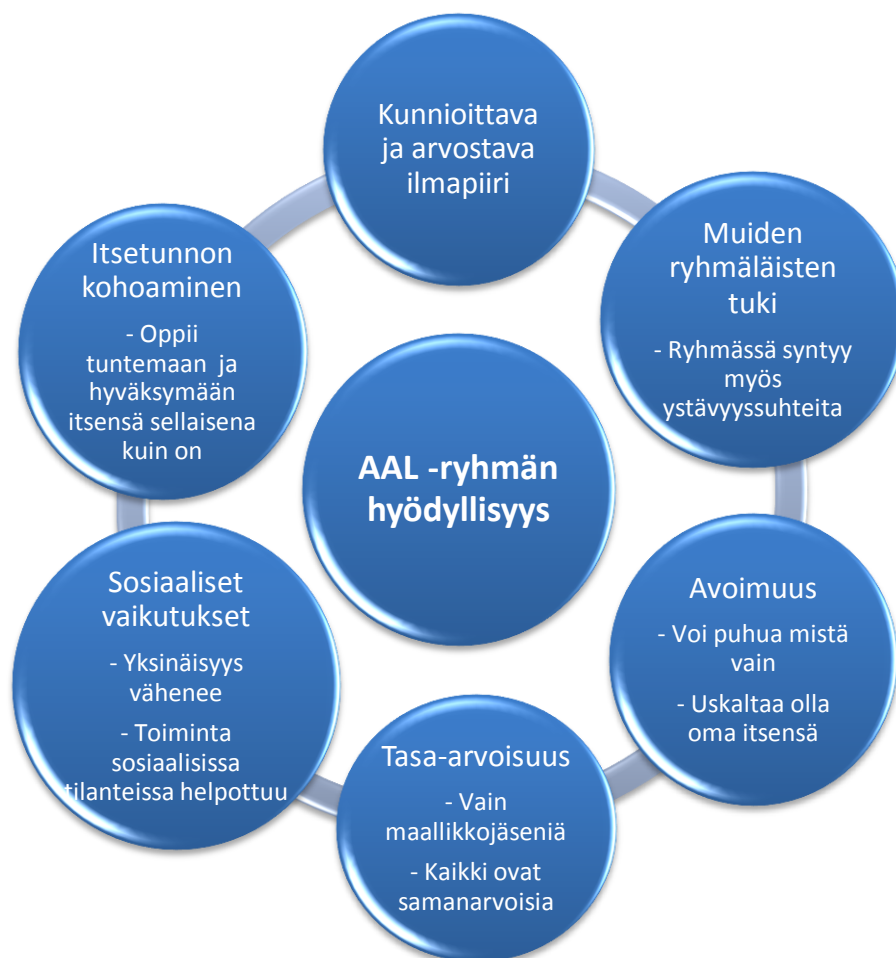 Kunnioittava
ja arvostava
ilmapiiri
Muiden
ryhmäläisten
tuki
- Ryhmässä syntyy
myös
ystävyyssuhteita
Avoimuus
- Voi puhua mistä
vain
- Uskaltaa olla
oma itsensä
Tasa-arvoisuus
- Vain
maallikkojäseniä
- Kaikki ovat
samanarvoisia
Sosiaaliset
vaikutukset
- Yksinäisyys
vähenee
- Toiminta
sosiaalisissa
tilanteissa helpottuu
Itsetunnon
kohoaminen
- Oppii
tuntemaan ja
hyväksymään
itsensä sellaisena
kuin on
AAL -ryhmän
hyödyllisyys